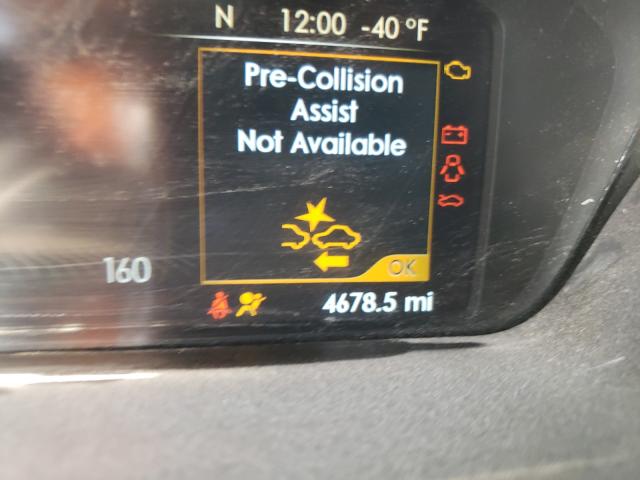 N 12:00 -40 °F
Pre-Collision
Assist
Not Available
OK
160
4678.5 mi